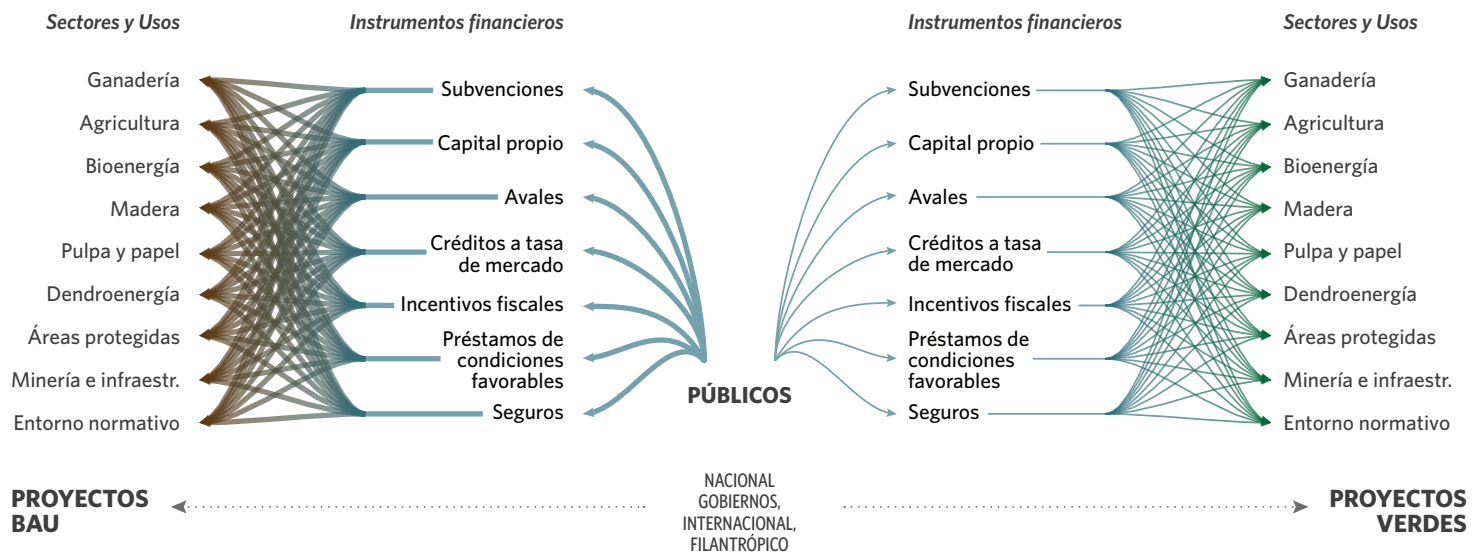 Sectores y Usos
Instrumentos financieros
Instrumentos financieros
Sectores y Usos
Ganadería
Agricultura
Bioenergía
Madera
Pulpa y papel
Dendroenergía
Áreas protegidas
Minería e infraestr.
Entorno normativo
Subvenciones
Capital propio
Avales
Créditos a tasa
de mercado
Incentivos fiscales
Préstamos de
condiciones
favorables
Seguros
PÚBLICOS
Subvenciones
Capital propio
Avales
Créditos a tasa
de mercado
Incentivos fiscales
Préstamos de
condiciones
favorables
Seguros
Ganadería
Agricultura
Bioenergía
Madera
Pulpa y papel
Dendroenergía
Áreas protegidas
Minería e infraestr.
Entorno normativo
PROYECTOS
BAU
NACIONAL
GOBIERNOS,
INTERNACIONAL,
FILANTRÓPICO
PROYECTOS
VERDES